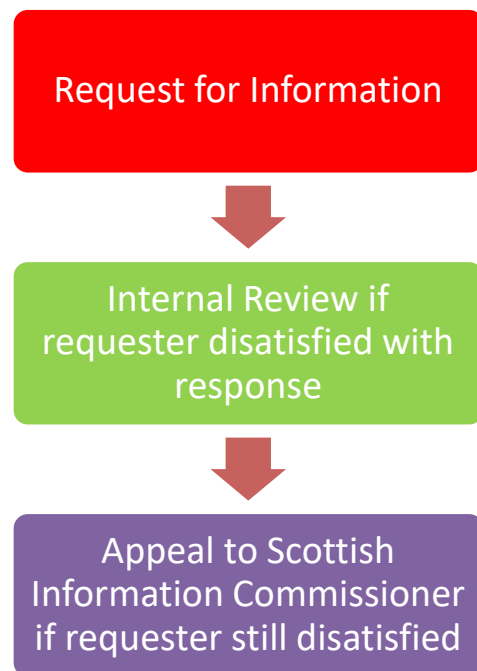 Request for Information
Internal Review if
requester disatisfied with
response
Appeal to Scottish
Information Commissioner
if requester still disatisfied